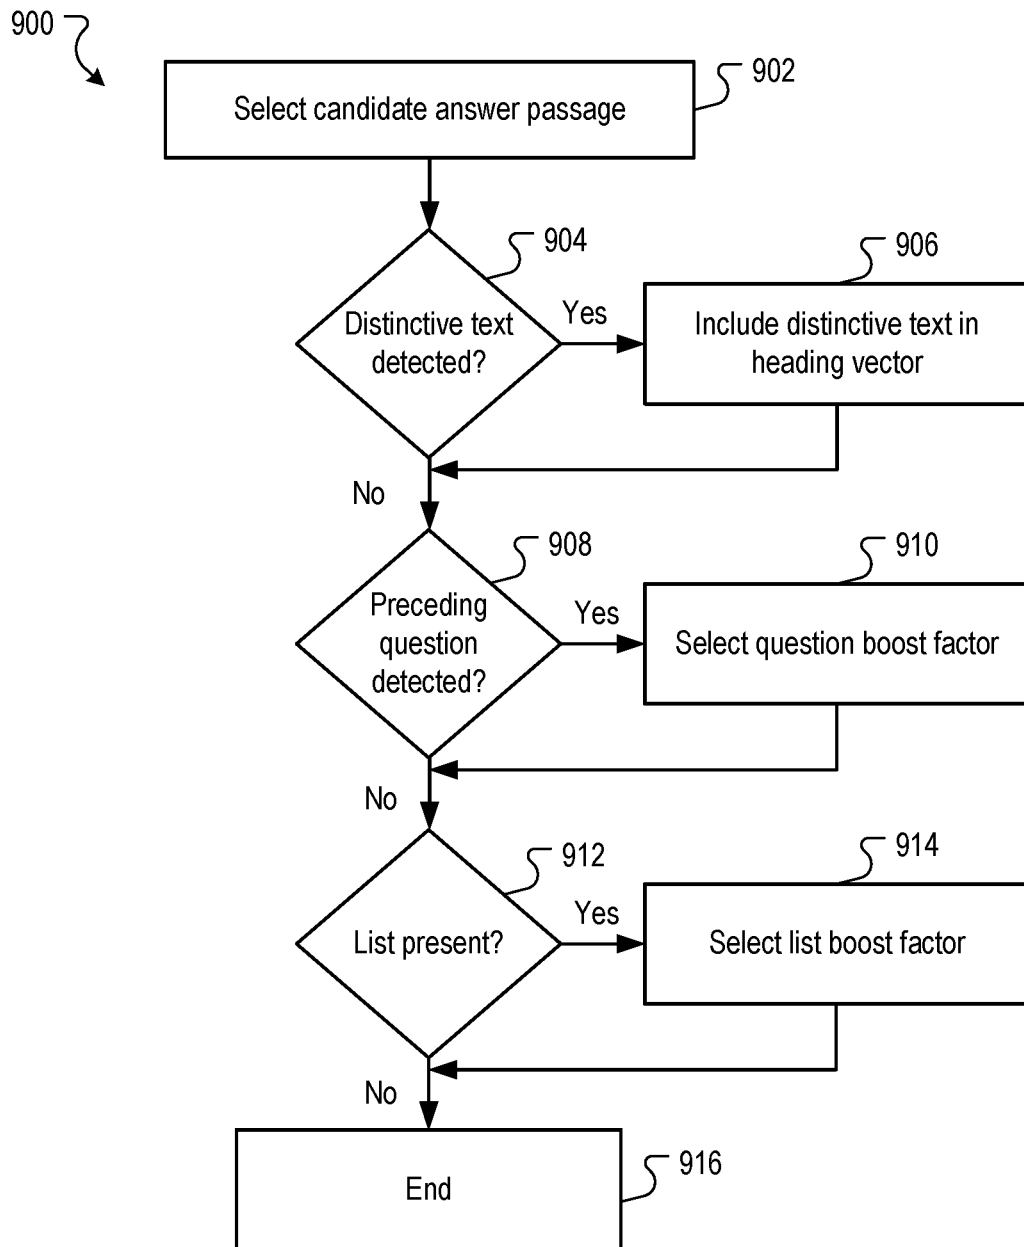 900
902
Select candidate answer passage
904
906
Distinctive text
detected?
Yes
Include distinctive text in
heading vector
No
908
910
Preceding
question
detected?
Yes
Select question boost factor
No
912
914
List present?
Yes
Select list boost factor
No
End
916